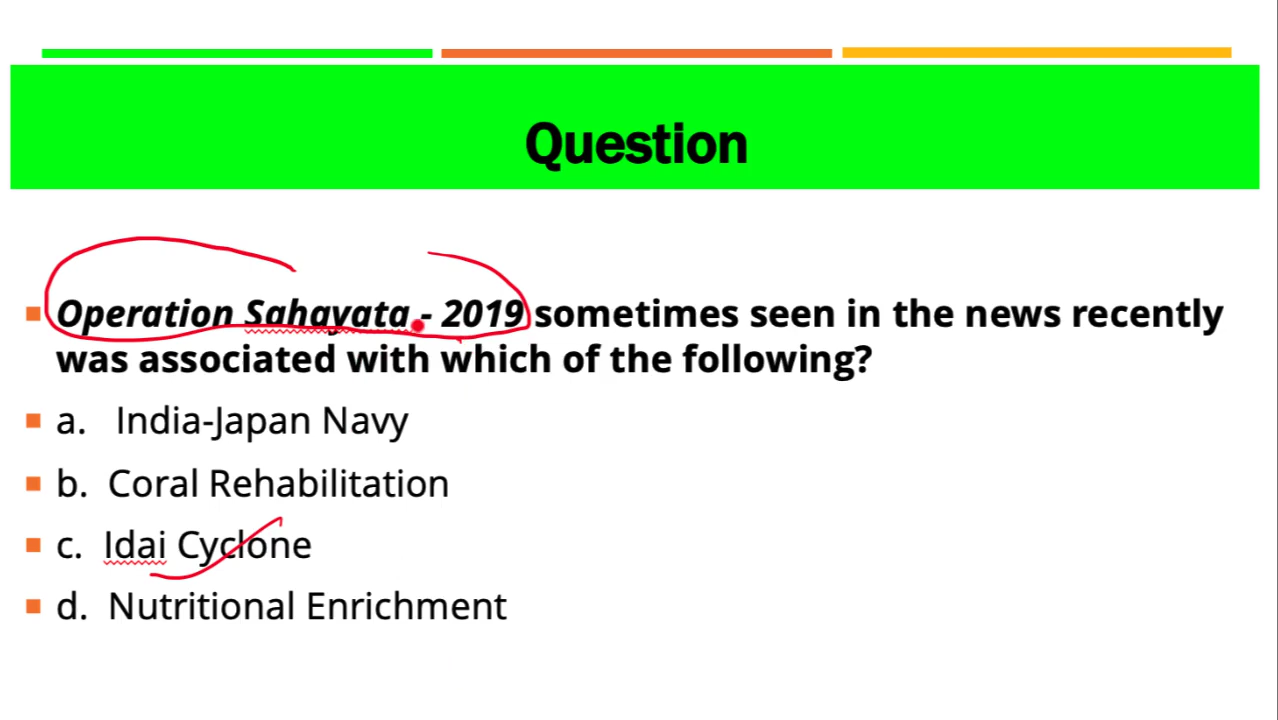 Question
Operation Sahayata - 2019 sometimes seen in the news recently
was associated with which of the following?
a. India-Japan Navy
b. Coral Rehabilitation
c. Idai Cyclone
d. Nutritional Enrichment